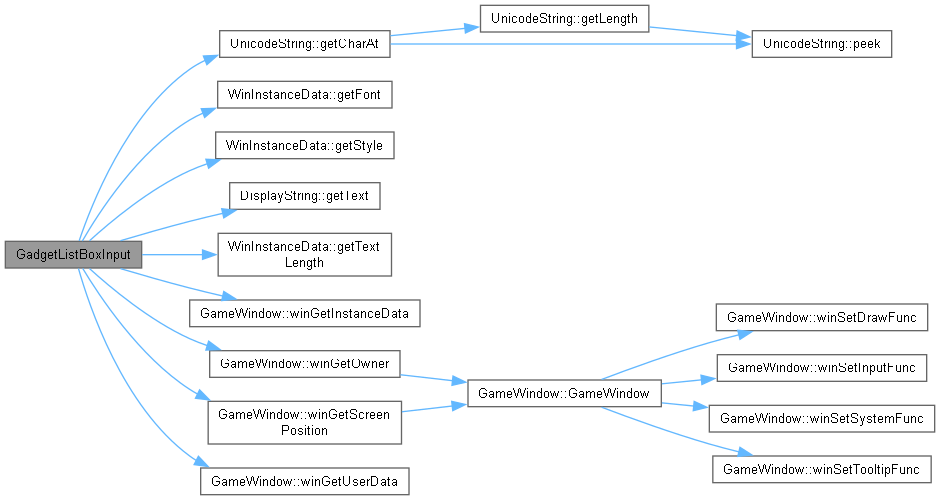 UnicodeString::getLength
UnicodeString::getCharAt
UnicodeString::peek
WinInstanceData::getFont
WinInstanceData::getStyle
DisplayString::getText
GadgetListBoxInput
WinInstanceData::getText
Length
GameWindow::winGetInstanceData
GameWindow::winSetDrawFunc
GameWindow::winGetOwner
GameWindow::winSetInputFunc
GameWindow::GameWindow
GameWindow::winGetScreen
Position
GameWindow::winSetSystemFunc
GameWindow::winSetTooltipFunc
GameWindow::winGetUserData